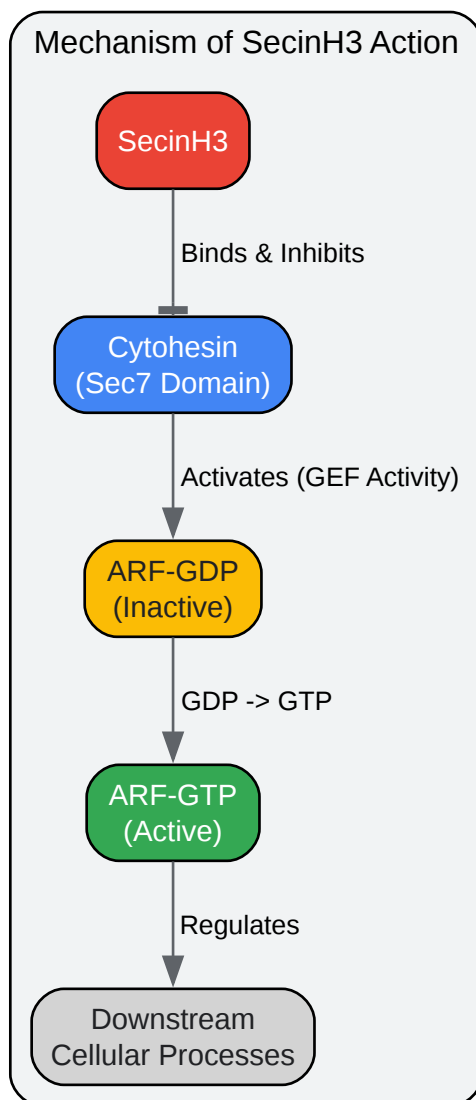 Mechanism of SecinH3 Action
SecinH3
Binds & Inhibits
Cytohesin
(Sec7 Domain)
Activates (GEF Activity)
ARF-GDP
(Inactive)
GDP -> GTP
ARF-GTP
(Active)
Regulates
Downstream
Cellular Processes